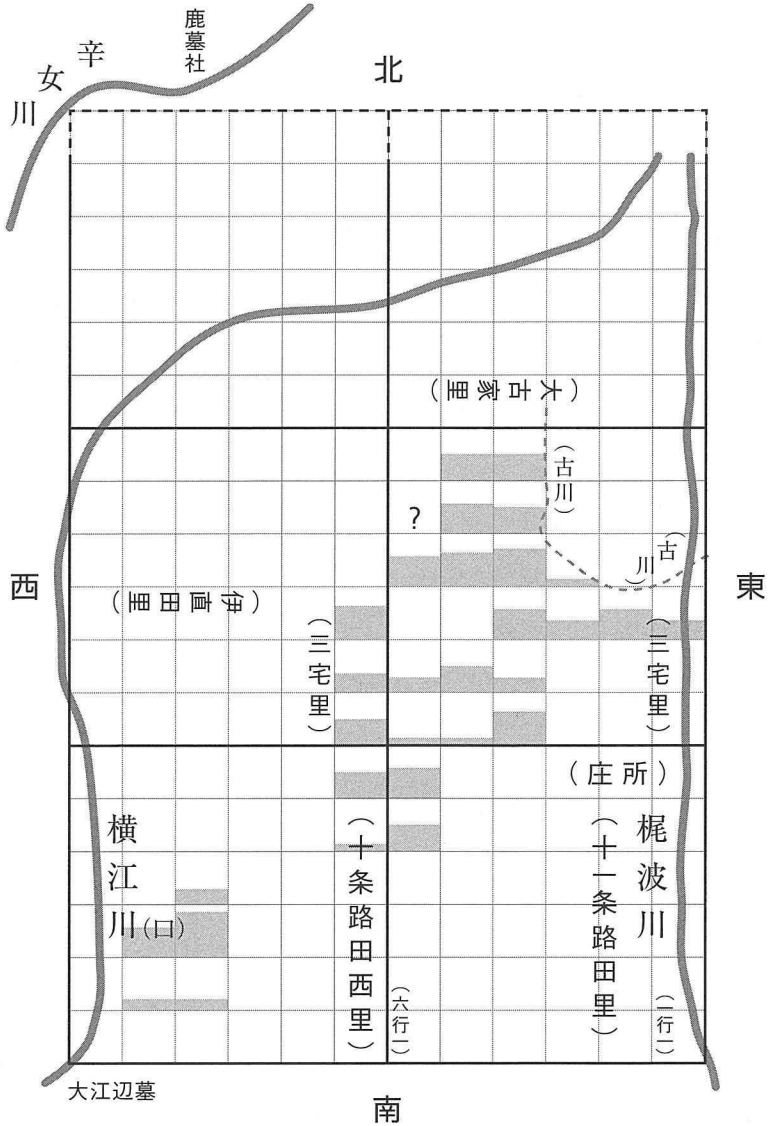 鹿墓社
辛女川
北
(大古家里)
(古川)
?
(古川)
西
東
(伊直田里)
(三宅里)
(三宅里)
(庄所)
横江川
(口)
(十条路田西里)
(六行一)
(十一条路田里)
梶波川
(一行一)
大江辺墓
南